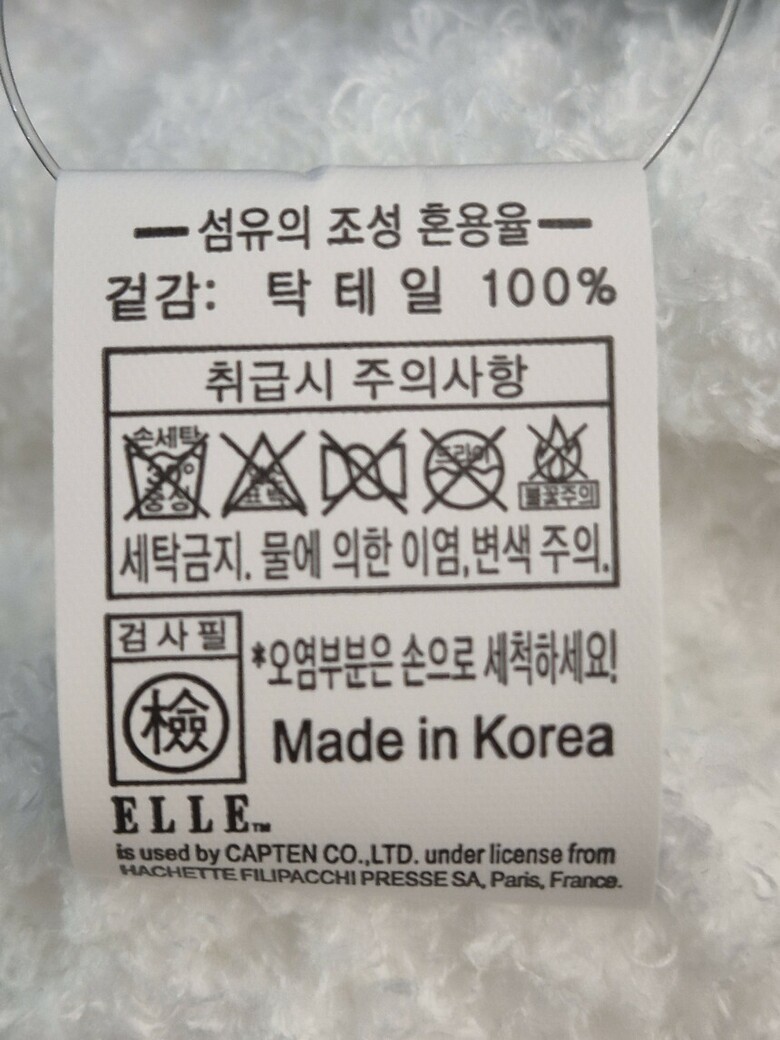 섬유의 조성 혼용율
겉감: 탁 테 일 100%
취급시 주의사항
손세탁
30°
중성
표백
드라이
불꽃주의
세탁금지. 물에 의한 이염,변색 주의.
검 사 필
檢
*오염부분은 손으로 세척하세요!
Made in Korea
ELLE™
is used by CAPTEN CO.,LTD. under license from
HACHETTE FILIPACCHI PRESSE SA, Paris, France.